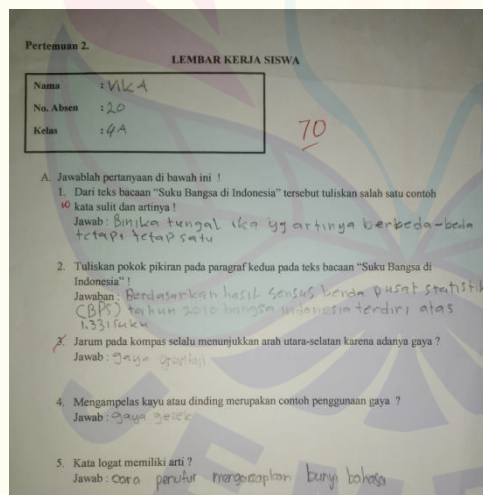 Pertemuan 2.
LEMBAR KERJA SISWA
Nama : VIKA
No. Absen : 20
Kelas : 4A
70
A. Jawablah pertanyaan di bawah ini !
1. Dari teks bacaan "Suku Bangsa di Indonesia" tersebut tuliskan salah satu contoh
10 kata sulit dan artinya !
Jawab : Binika tungal ika yg artinya berbeda-beda
tetapi tetap satu
2. Tuliskan pokok pikiran pada paragraf kedua pada teks bacaan "Suku Bangsa di
Indonesia" !
Jawaban : Berdasarkan hasil sensus benda pusat statistik
(BPS) tahun 2010 bangsa indonesia terdiri atas
1.331 suku
3. Jarum pada kompas selalu menunjukkan arah utara-selatan karena adanya gaya ?
Jawab : gaya gravitasi
4. Mengampelas kayu atau dinding merupakan contoh penggunaan gaya ?
Jawab : gaya gesek
5. Kata logat memiliki arti ?
Jawab : cara penutur mengucapkan bunyi bahasa